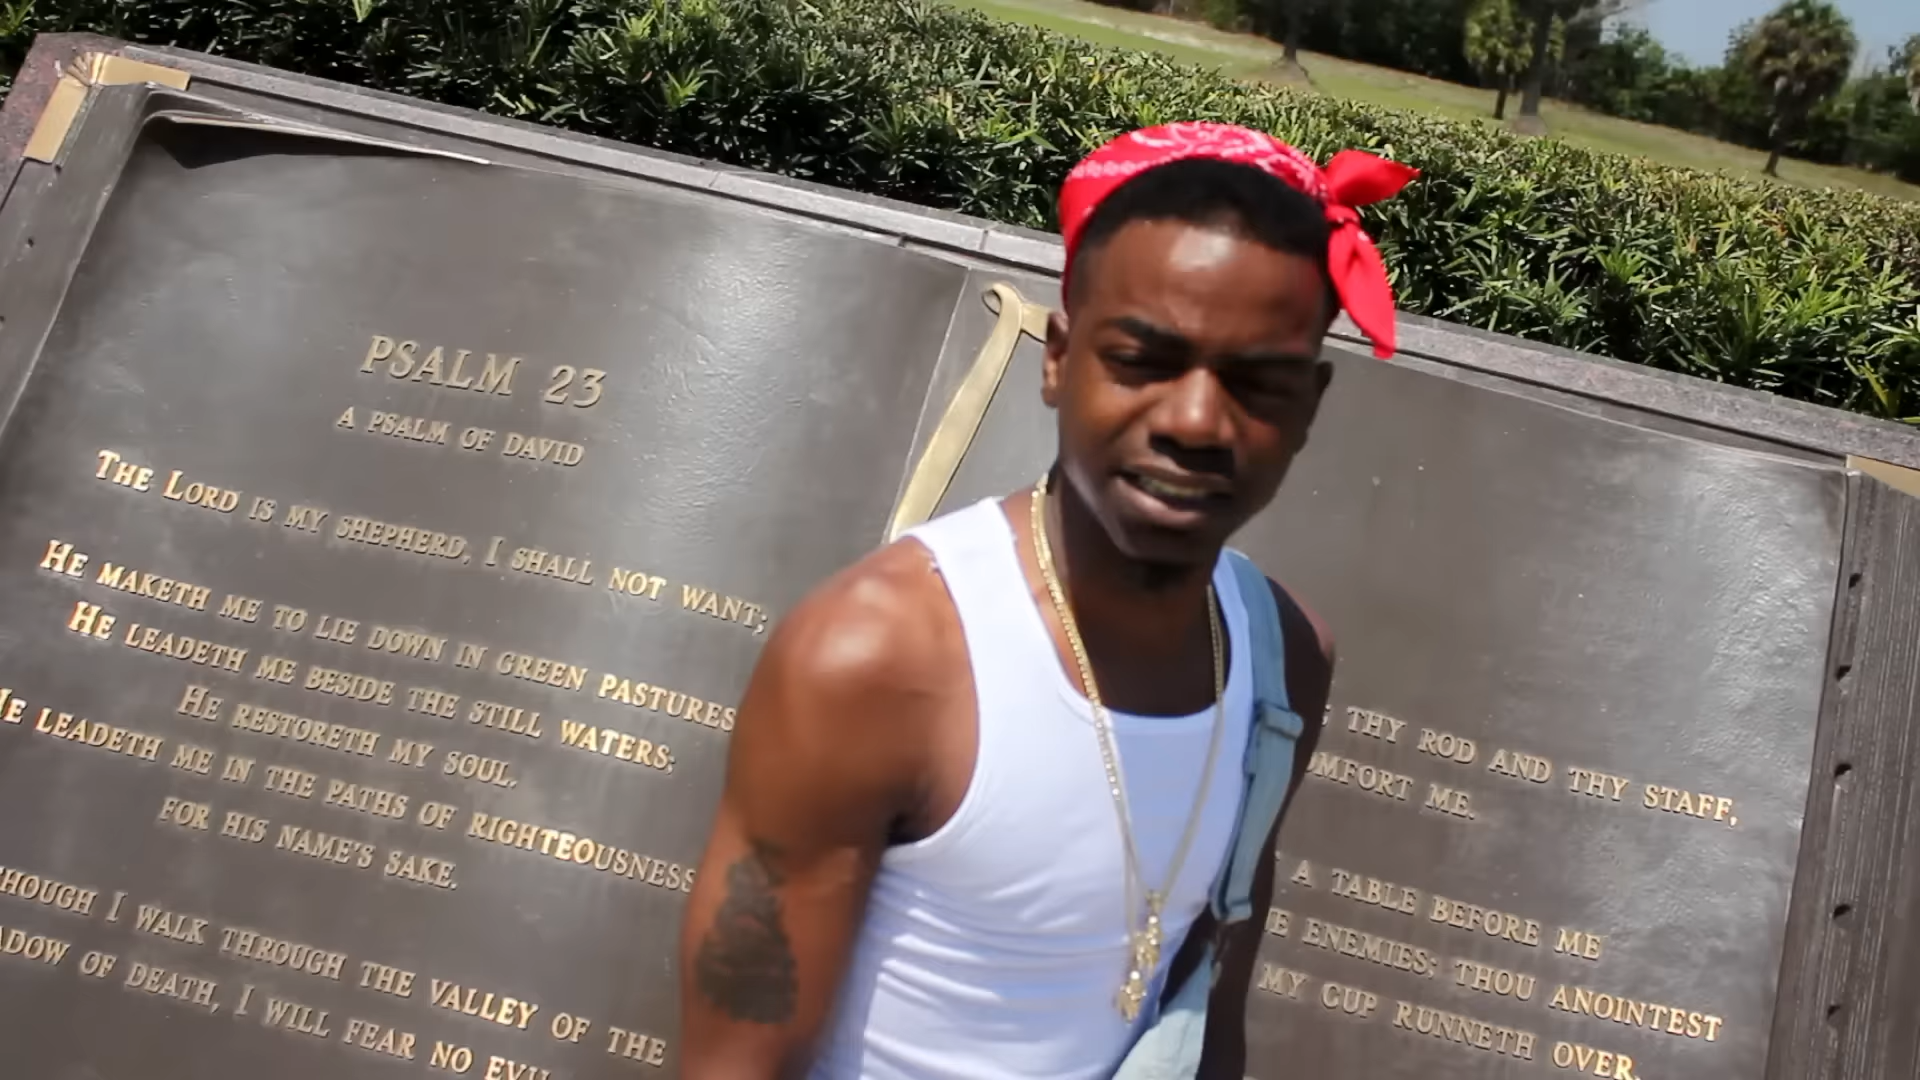 PSALM 23
A PSALM OF DAVID
THE LORD IS MY SHEPHERD, I SHALL NOT WANT;
HE MAKETH ME TO LIE DOWN IN GREEN PASTURES
HE LEADETH ME BESIDE THE STILL WATERS;
HE RESTORETH MY SOUL.
HE LEADETH ME IN THE PATHS OF RIGHTEOUSNESS
FOR HIS NAME'S SAKE.
THOUGH I WALK THROUGH THE VALLEY OF THE
OF DEATH, I WILL FEAR NO EVIL
THY ROD AND THY STAFF,
ME.
A TABLE BEFORE ME
ENEMIES; THOU ANOINTEST
MY CUP RUNNETH OVER.